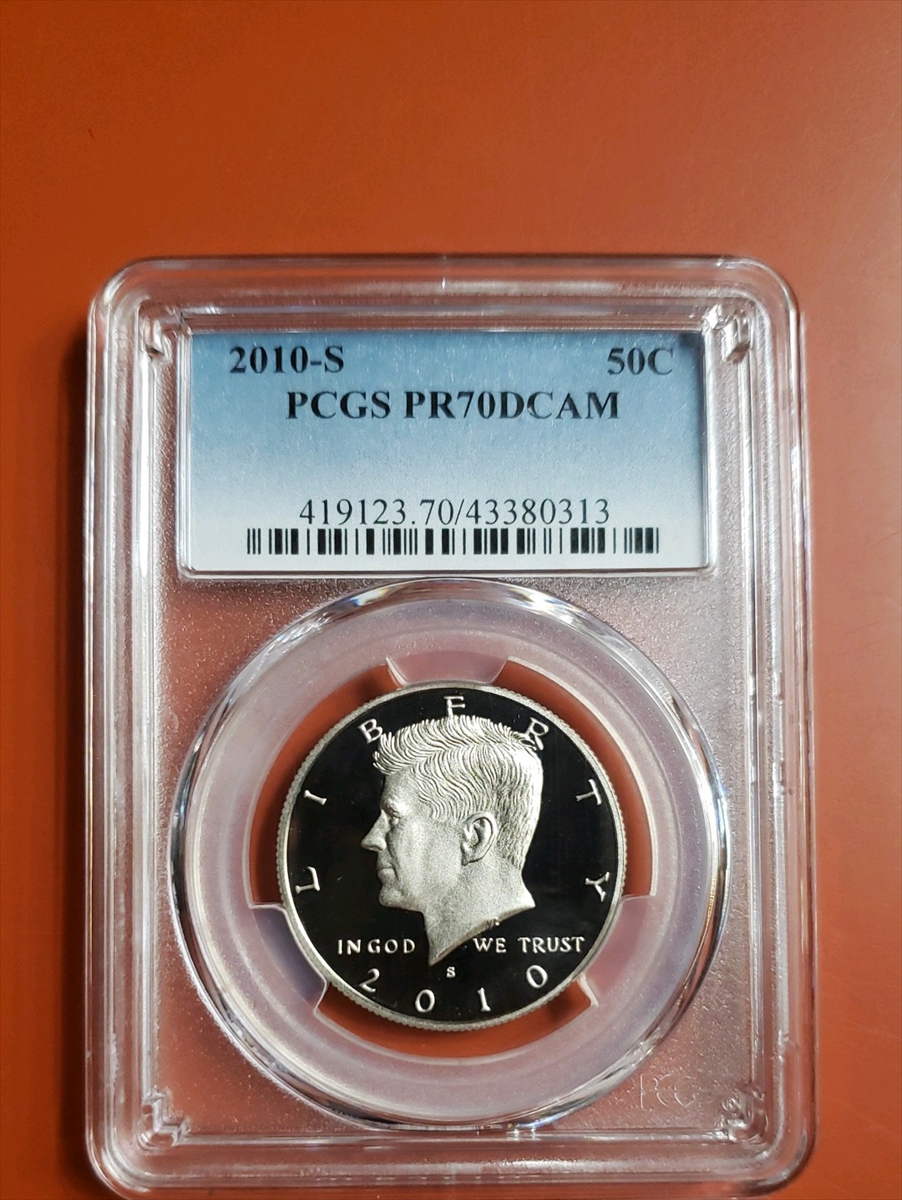 2010-S 50C
PCGS PR70DCAM
419123.70/43380313
LIBERTY
IN GOD WE TRUST
S
2010